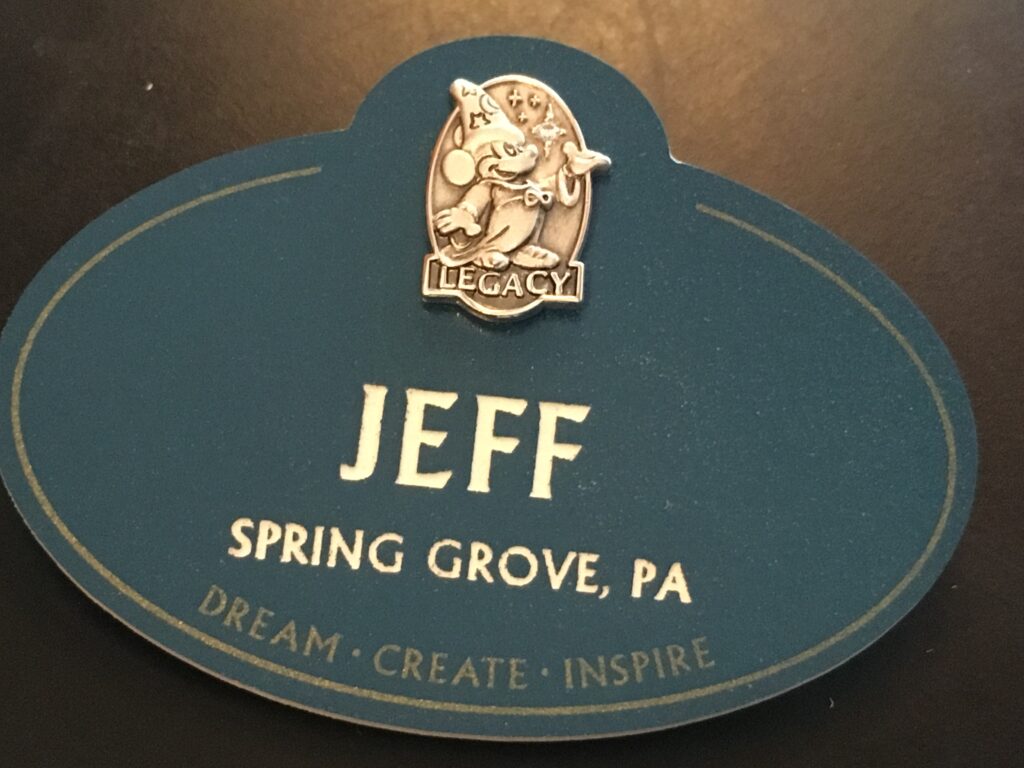 LEGACY
JEFF
SPRING GROVE, PA
DREAM · CREATE · INSPIRE